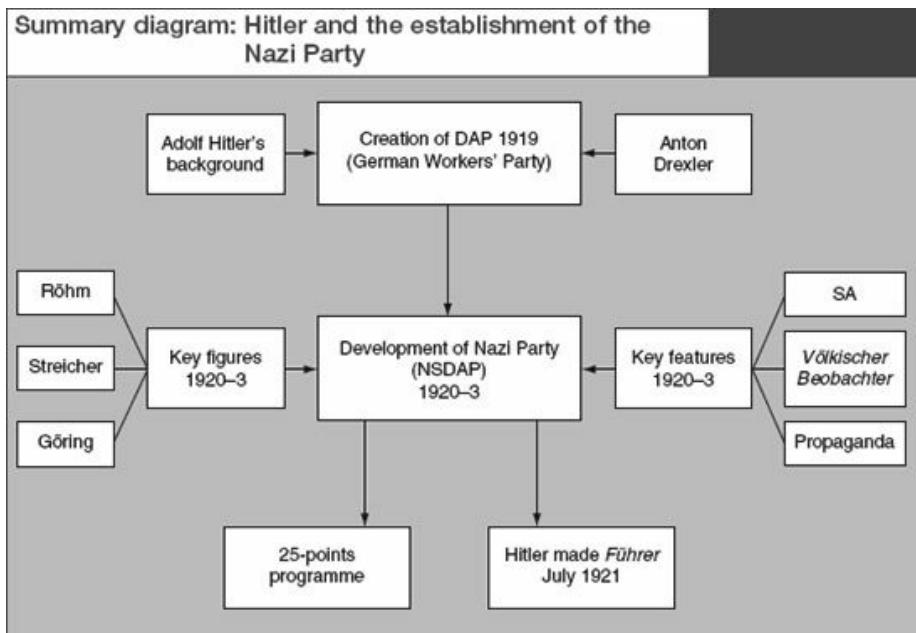 Summary diagram: Hitler and the establishment of the
Nazi Party
Adolf Hitler's
background
Creation of DAP 1919
(German Workers' Party)
Anton
Drexler
Röhm
Streicher
Göring
Key figures
1920–3
Development of Nazi Party
(NSDAP)
1920–3
Key features
1920–3
SA
Völkischer
Beobachter
Propaganda
25-points
programme
Hitler made Führer
July 1921